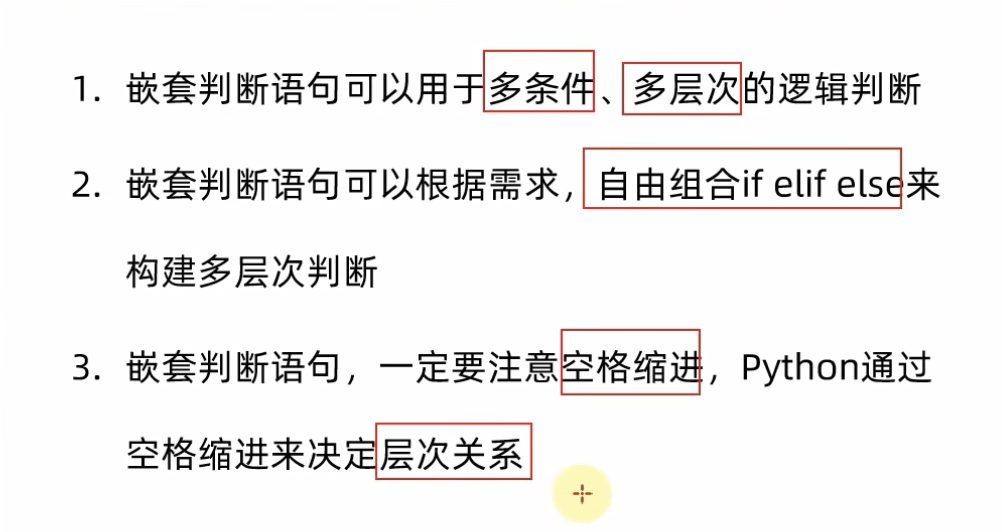 1. 嵌套判断语句可以用于多条件、多层次的逻辑判断
2. 嵌套判断语句可以根据需求，自由组合if elif else来
构建多层次判断
3. 嵌套判断语句，一定要注意空格缩进，Python通过
空格缩进来决定层次关系